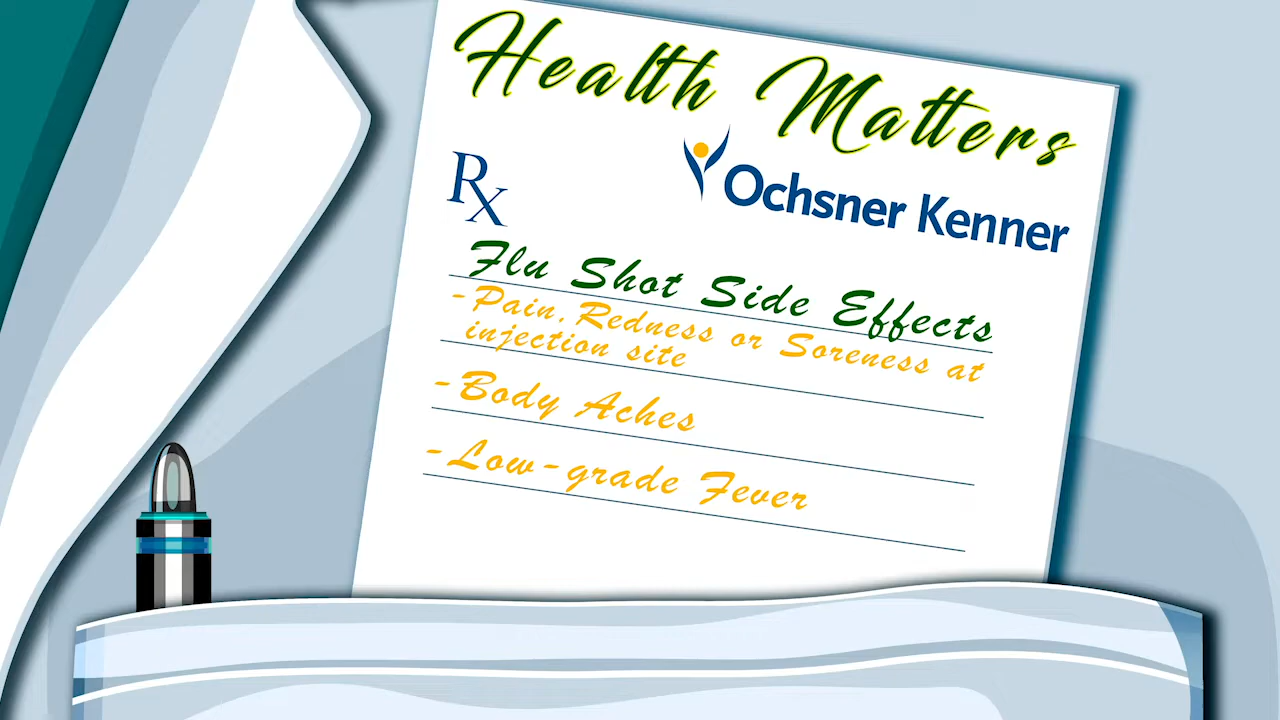 Health Matters
Ochsner Kenner
Rx
Flu Shot Side Effects
-Pain, Redness or Soreness at
injection site
-Body Aches
-Low-grade Fever